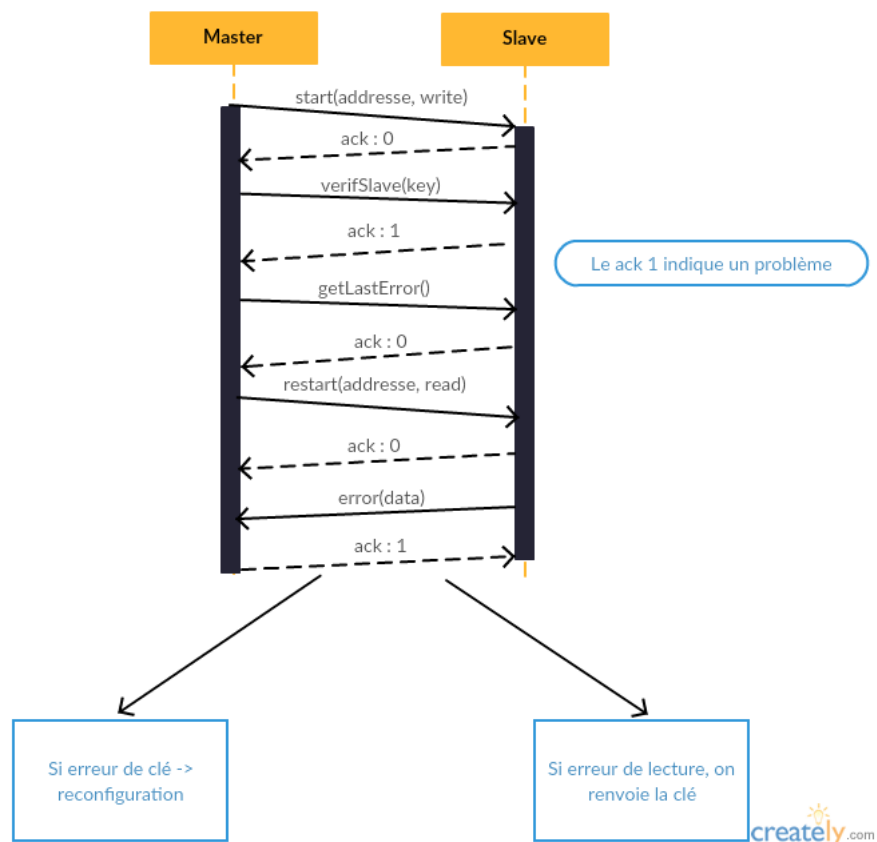 Master
Slave
start(addresse, write)
ack : 0
verifSlave(key)
ack : 1
Le ack 1 indique un problème
getLastError()
ack : 0
restart(addresse, read)
ack : 0
error(data)
ack : 1
Si erreur de clé ->
reconfiguration
Si erreur de lecture, on
renvoie la clé
creately.com